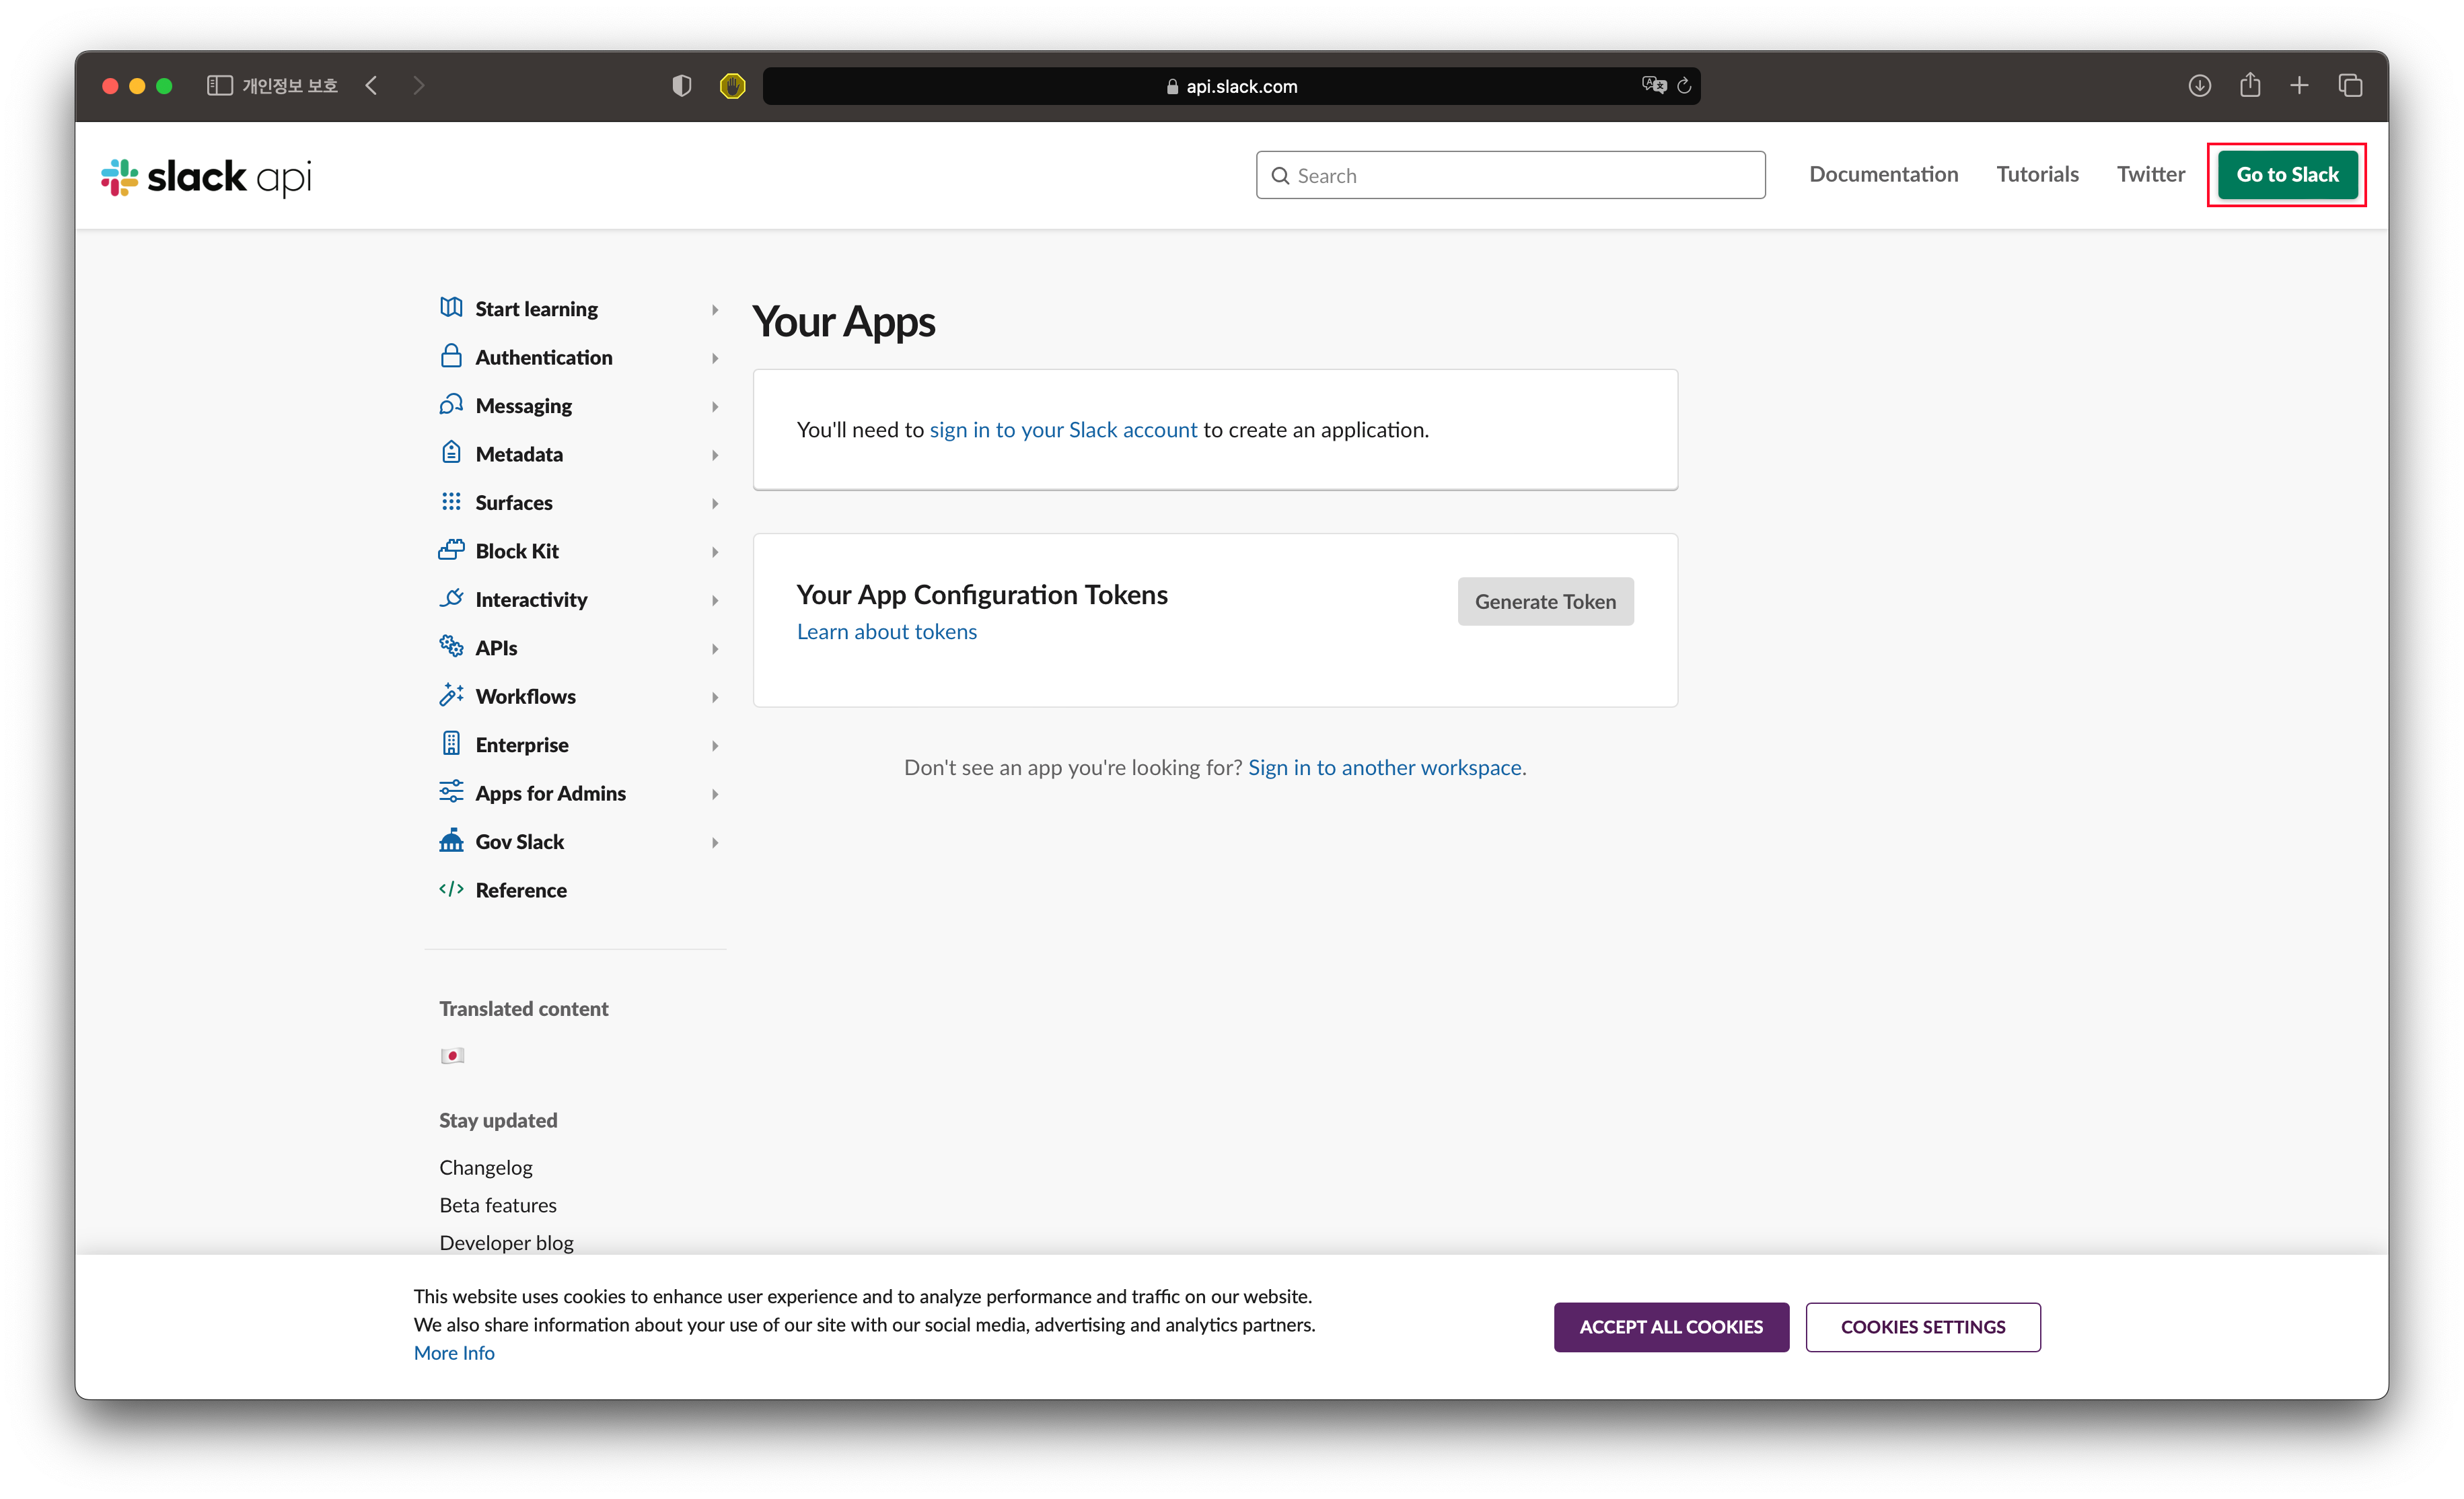 개인정보 보호
api.slack.com
slack api
Search
Documentation
Tutorials
Twitter
Go to Slack
Start learning
Authentication
Messaging
Metadata
Surfaces
Block Kit
Interactivity
APIs
Workflows
Enterprise
Apps for Admins
Gov Slack
Reference
Translated content
Stay updated
Changelog
Beta features
Developer blog
Your Apps
You'll need to sign in to your Slack account to create an application.
Your App Configuration Tokens
Generate Token
Learn about tokens
Don't see an app you're looking for? Sign in to another workspace.
This website uses cookies to enhance user experience and to analyze performance and traffic on our website.
We also share information about your use of our site with our social media, advertising and analytics partners.
More Info
ACCEPT ALL COOKIES
COOKIES SETTINGS